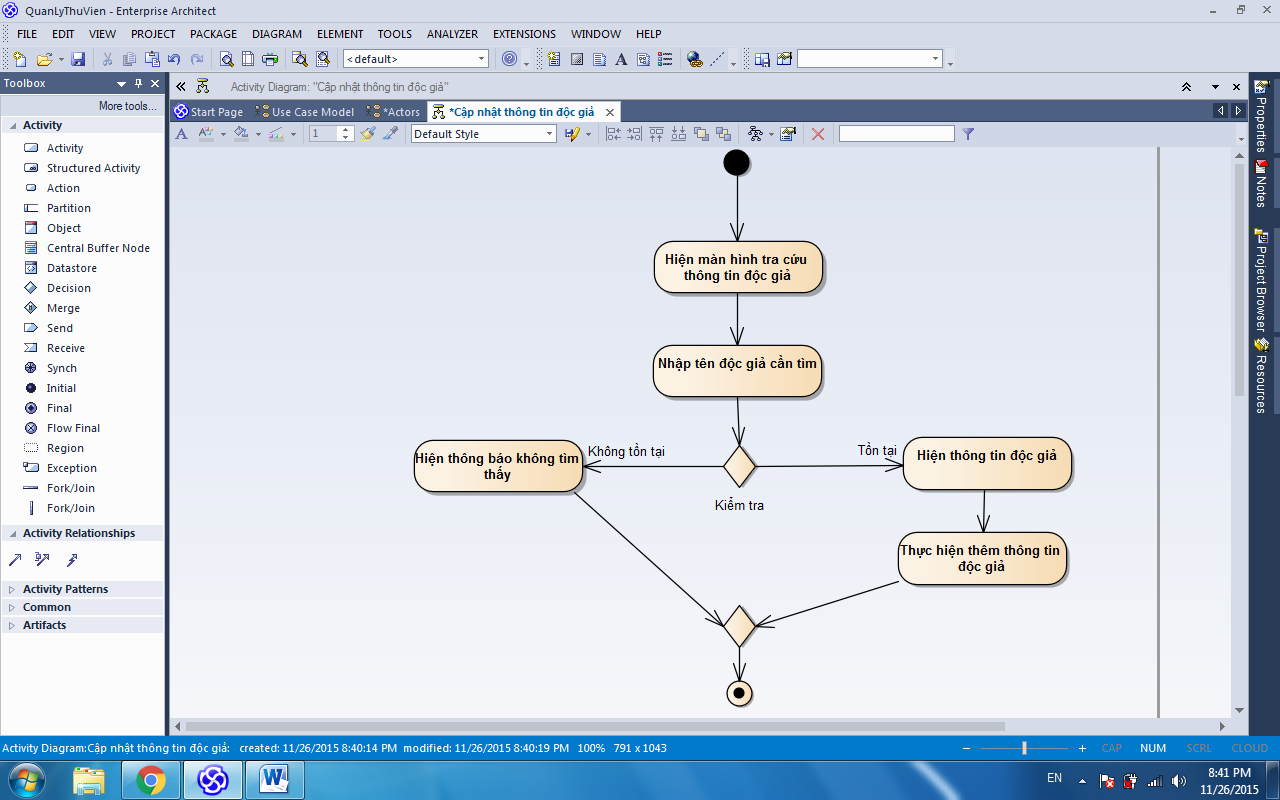 QuanLyThuVien - Enterprise Architect
FILE EDIT VIEW PROJECT PACKAGE DIAGRAM ELEMENT TOOLS ANALYZER EXTENSIONS WINDOW HELP
<default>
Toolbox
Activity Diagram: "Cập nhật thông tin độc giả"
More tools...
Start Page Use Case Model *Actors *Cập nhật thông tin độc giả
1 Default Style
Activity
Activity
Structured Activity
Action
Partition
Object
Central Buffer Node
Datastore
Decision
Merge
Send
Receive
Synch
Initial
Final
Flow Final
Region
Exception
Fork/Join
Fork/Join
Activity Relationships
Activity Patterns
Common
Artifacts
Hiện màn hình tra cứu
thông tin độc giả
Nhập tên độc giả cần tìm
Không tồn tại
Tồn tại
Hiện thông báo không tìm
thấy
Hiện thông tin độc giả
Kiểm tra
Thực hiện thêm thông tin
độc giả
Properties
Notes
Project Browser
Resources
Activity Diagram:Cập nhật thông tin độc giả: created: 11/26/2015 8:40:14 PM modified: 11/26/2015 8:40:19 PM 100% 791 x 1043
CAP NUM SCRL CLOUD
EN
8:41 PM
11/26/2015